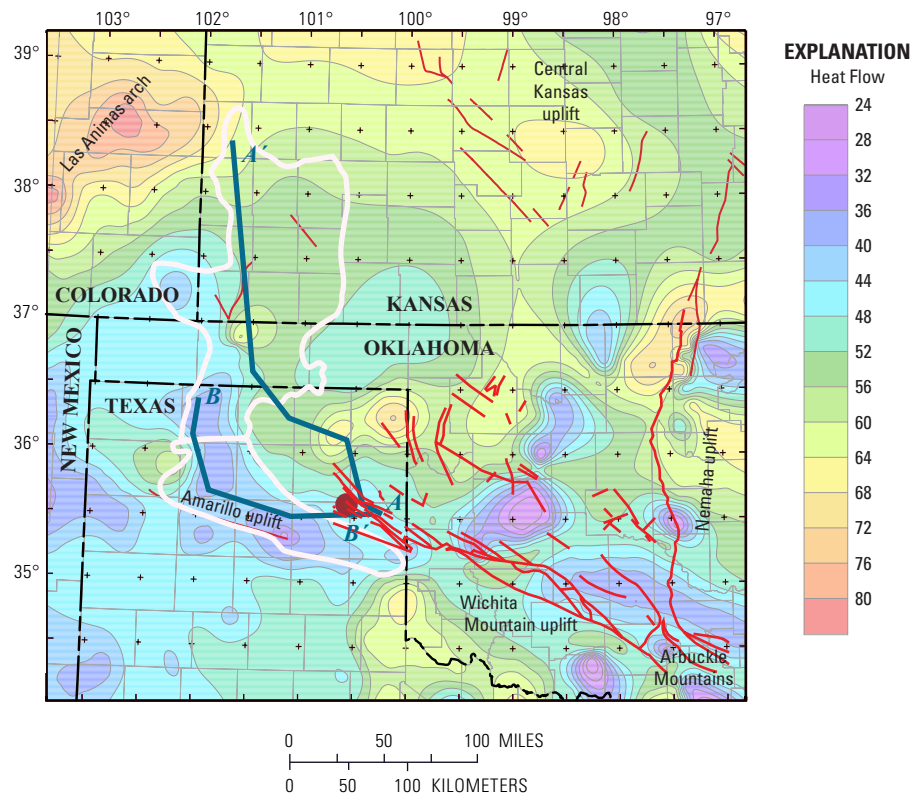 103° 102° 101° 100° 99° 98° 97°
39°
38°
37°
36°
35°
Las Animas arch
Central
Kansas
uplift
A′
COLORADO
KANSAS
OKLAHOMA
NEW MEXICO
TEXAS
B
Amarillo uplift
A
B′
Nemaha uplift
Wichita
Mountain uplift
Arbuckle
Mountains
EXPLANATION
Heat Flow
24
28
32
36
40
44
48
52
56
60
64
68
72
76
80
0 50 100 MILES
0 50 100 KILOMETERS